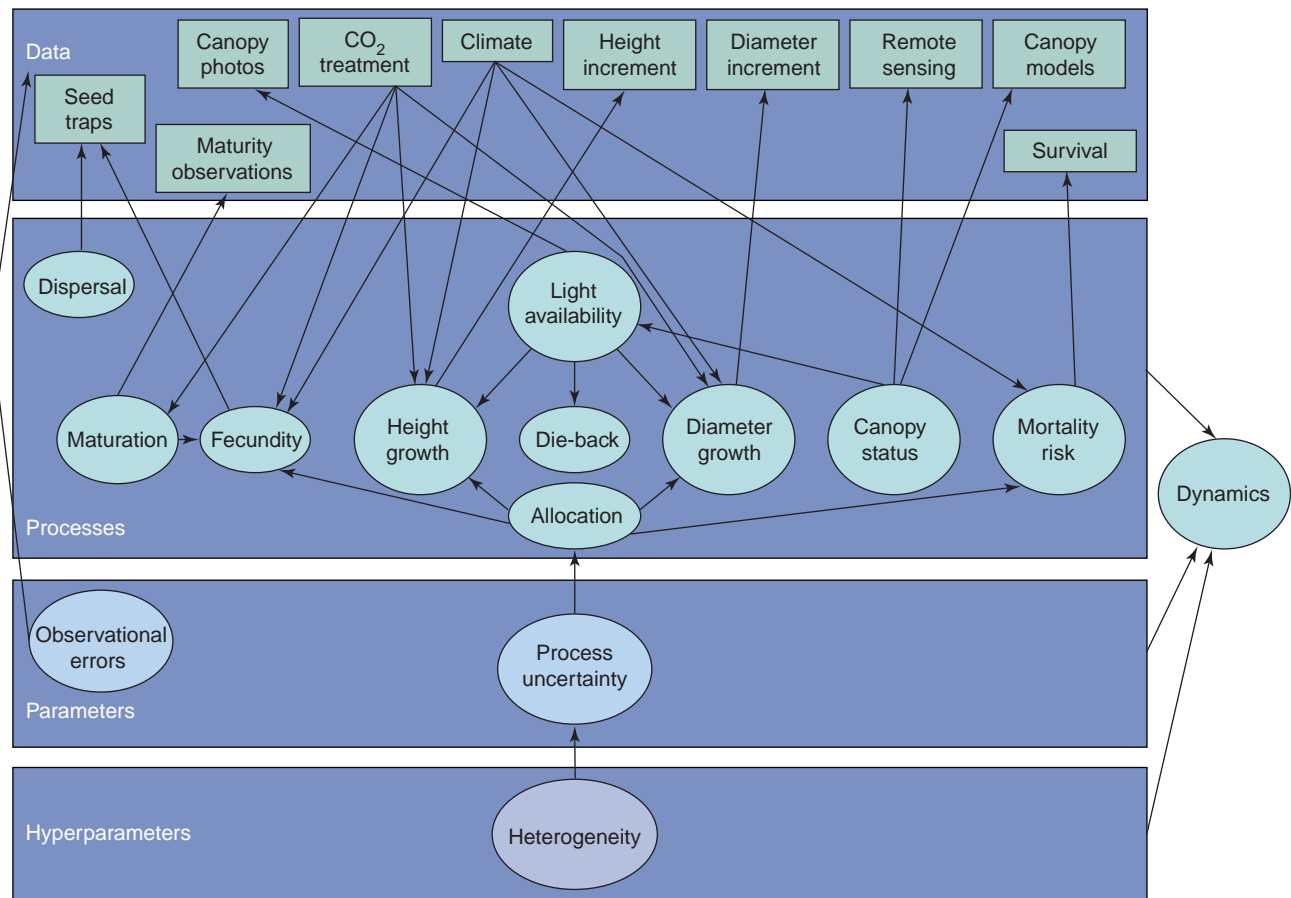 Data
Canopy
photos
CO2
treatment
Climate
Height
increment
Diameter
increment
Remote
sensing
Canopy
models
Seed
traps
Maturity
observations
Survival
Dispersal
Light
availability
Maturation
Fecundity
Height
growth
Die-back
Diameter
growth
Canopy
status
Mortality
risk
Dynamics
Allocation
Processes
Observational
errors
Process
uncertainty
Parameters
Hyperparameters
Heterogeneity